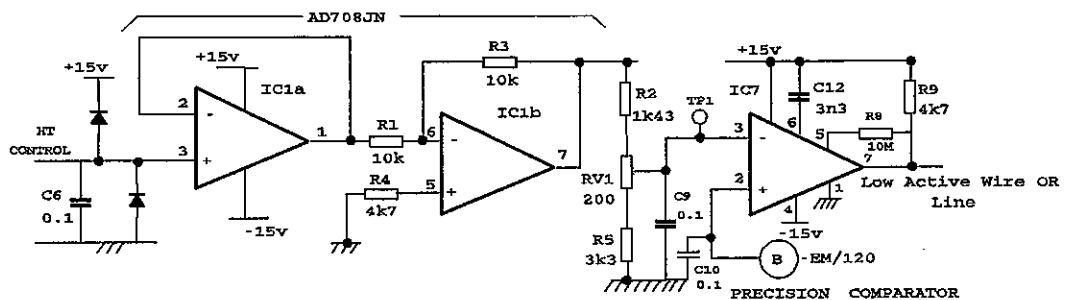 AD708JN
+15v
+15v
HT
CONTROL
C6
0.1
2
-
3
+
IC1a
1
-15v
R1
10k
R4
4k7
R3
10k
6
-
5
+
IC1b
7
R2
1k43
RV1
200
R5
3k3
TP1
C9
0.1
C10
0.1
+15v
IC7
C12
3n3
3
-
2
+
6
5
R8
10M
7
1
4
-15v
R9
4k7
Low Active Wire OR
Line
B
-EM/120
PRECISION COMPARATOR